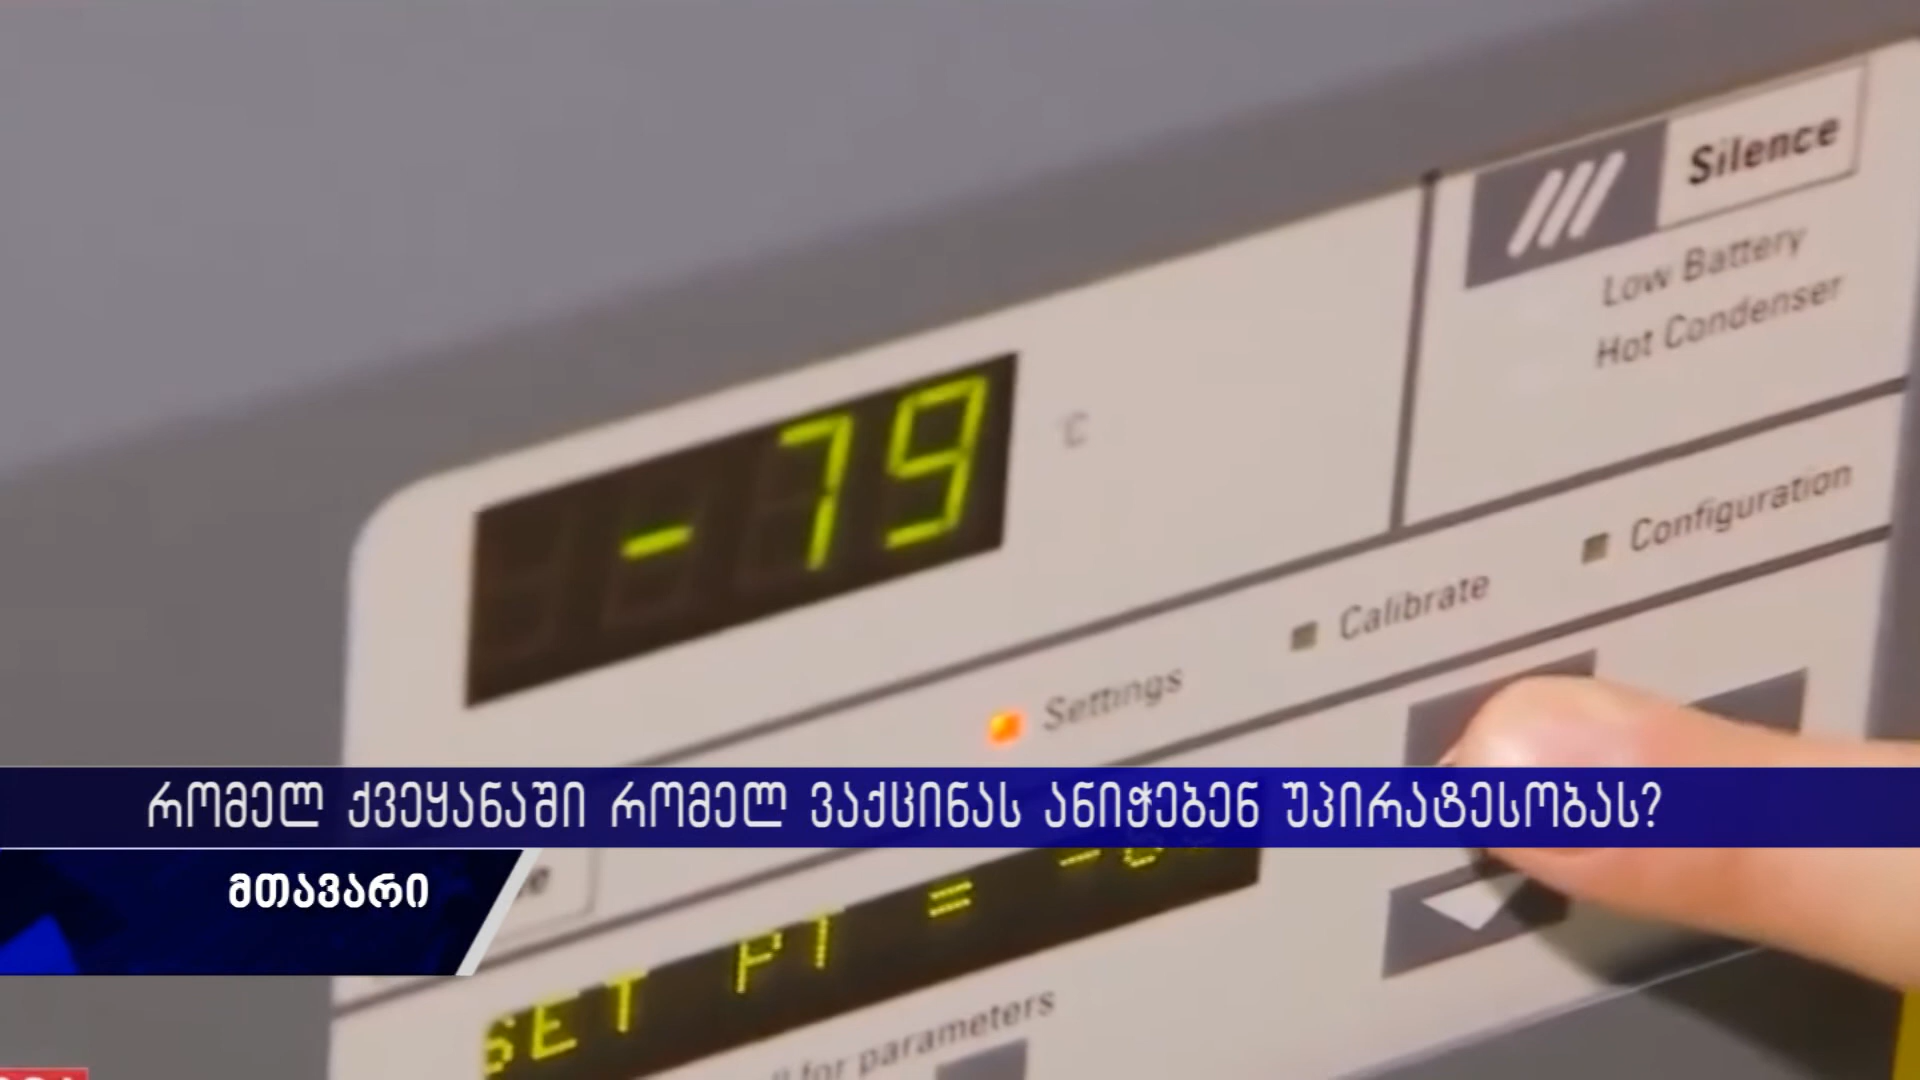 Silence
Low Battery
Hot Condenser
-79 °C
Configuration
Calibrate
Settings
ᲠᲝᲛᲔᲚ ᲥᲕᲔᲧᲐᲜᲐᲨᲘ ᲠᲝᲛᲔᲚ ᲕᲐᲥᲪᲘᲜᲐᲡ ᲐᲜᲘᲭᲔᲑᲔᲜ ᲣᲞᲘᲠᲐᲢᲔᲡᲝᲑᲐᲡ?
ᲛᲗᲐᲕᲐᲠᲘ
SET PT =
for parameters